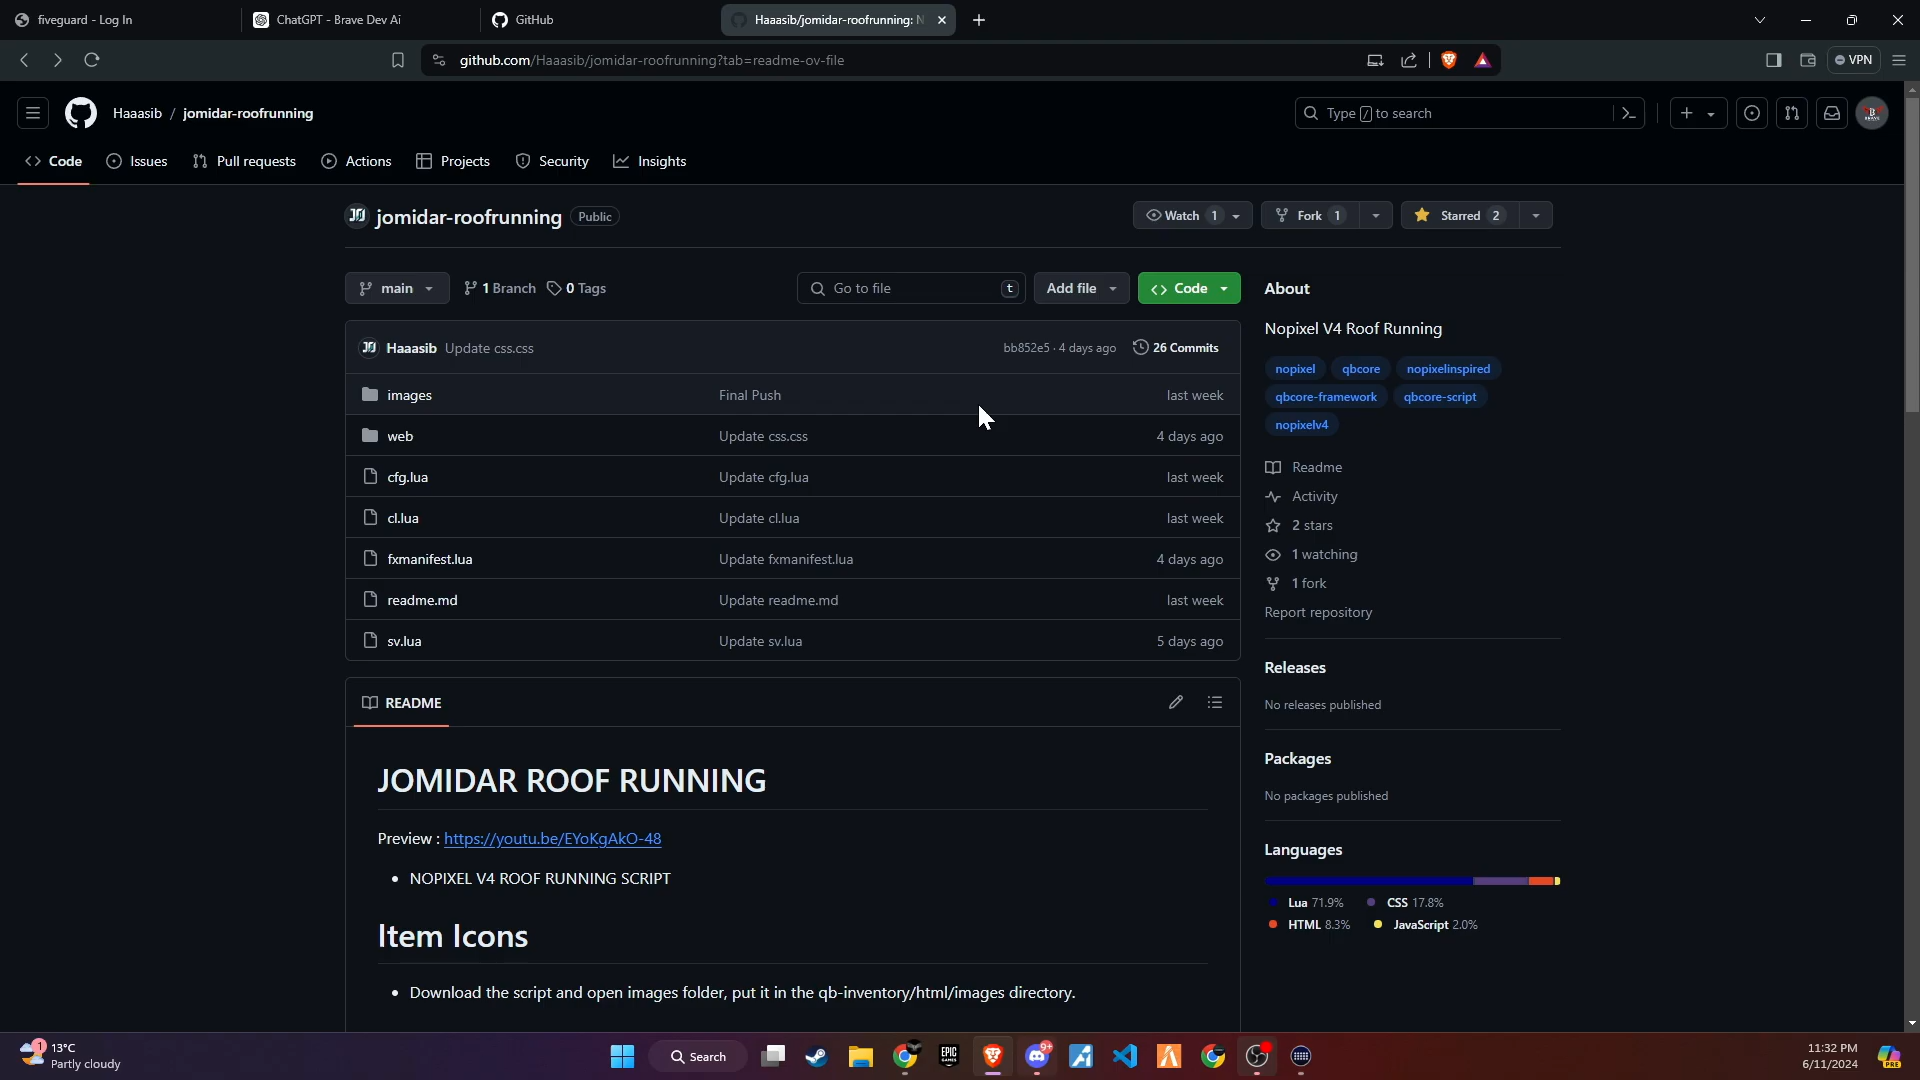 fiveguard - Log In
ChatGPT - Brave Dev Ai
GitHub
Haaasib/jomidar-roofrunning: N
github.com/Haaasib/jomidar-roofrunning?tab=readme-ov-file
VPN
Haaasib / jomidar-roofrunning
Type / to search
Code
Issues
Pull requests
Actions
Projects
Security
Insights
jomidar-roofrunning Public
Watch 1
Fork 1
Starred 2
main
1 Branch
0 Tags
Go to file t
Add file
Code
Haaasib Update css.css bb852e5 · 4 days ago 26 Commits
images Final Push last week
web Update css.css 4 days ago
cfg.lua Update cfg.lua last week
cl.lua Update cl.lua last week
fxmanifest.lua Update fxmanifest.lua 4 days ago
readme.md Update readme.md last week
sv.lua Update sv.lua 5 days ago
README
JOMIDAR ROOF RUNNING
Preview : https://youtu.be/EYoKgAkO-48
• NOPIXEL V4 ROOF RUNNING SCRIPT
Item Icons
• Download the script and open images folder, put it in the qb-inventory/html/images directory.
About
Nopixel V4 Roof Running
nopixel qbcore nopixelinspired
qbcore-framework qbcore-script
nopixelv4
Readme
Activity
2 stars
1 watching
1 fork
Report repository
Releases
No releases published
Packages
No packages published
Languages
Lua 71.9% CSS 17.8%
HTML 8.3% JavaScript 2.0%
1
13°C
Partly cloudy
Search
EPIC
GAMES
9+
11:32 PM
6/11/2024
PRE